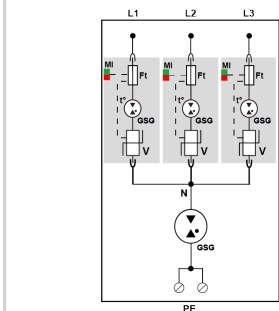 L1 L2 L3
MI MI MI
Ft Ft Ft
t° t° t°
GSG GSG GSG
V V V
N
GSG
PE